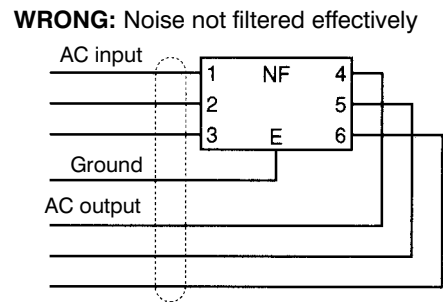 WRONG: Noise not filtered effectively
AC input
1 NF 4
2 5
3 E 6
Ground
AC output